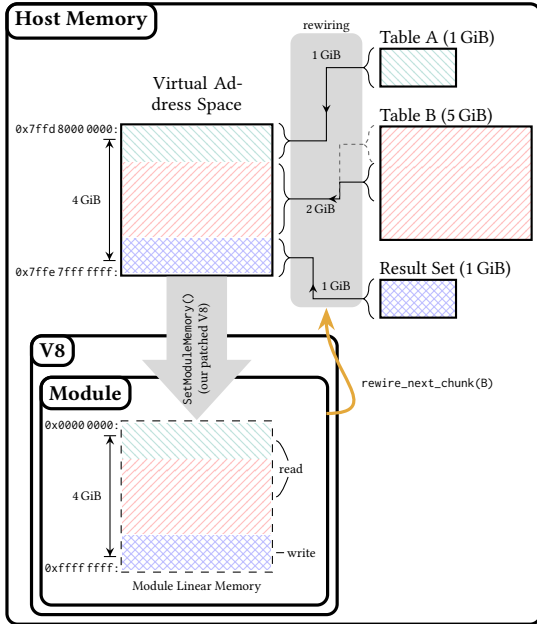 Host Memory
rewiring
Table A (1 GiB)
1 GiB
Virtual Ad-
dress Space
0x7ffd 8000 0000:
Table B (5 GiB)
4 GiB
2 GiB
0x7ffe 7fff ffff:
Result Set (1 GiB)
1 GiB
SetModuleMemory()
(our patched V8)
V8
rewire_next_chunk(B)
Module
0x0000 0000:
read
4 GiB
write
0xffff ffff:
Module Linear Memory